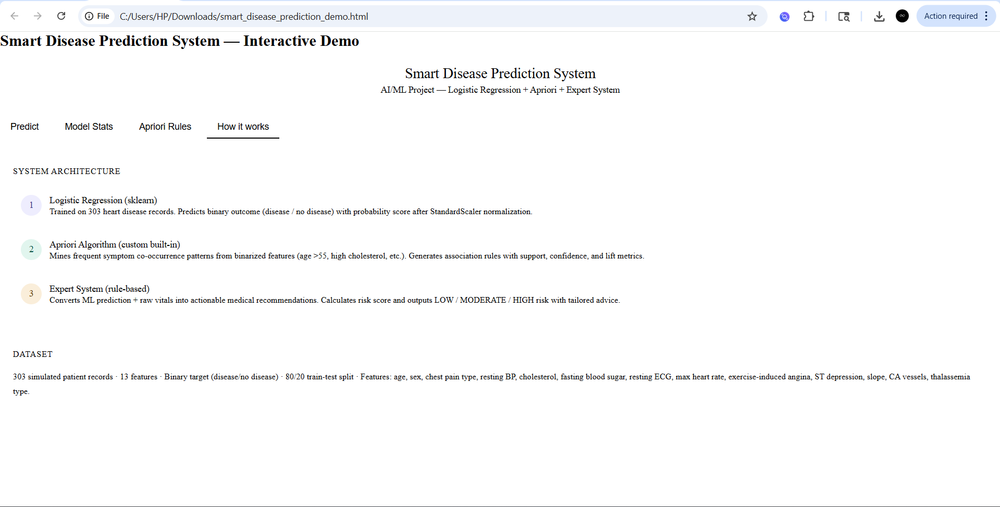 File C:/Users/HP/Downloads/smart_disease_prediction_demo.html Action required
Smart Disease Prediction System — Interactive Demo
Smart Disease Prediction System
AI/ML Project — Logistic Regression + Apriori + Expert System
Predict Model Stats Apriori Rules How it works
SYSTEM ARCHITECTURE
1 Logistic Regression (sklearn)
Trained on 303 heart disease records. Predicts binary outcome (disease / no disease) with probability score after StandardScaler normalization.
2 Apriori Algorithm (custom built-in)
Mines frequent symptom co-occurrence patterns from binarized features (age >55, high cholesterol, etc.). Generates association rules with support, confidence, and lift metrics.
3 Expert System (rule-based)
Converts ML prediction + raw vitals into actionable medical recommendations. Calculates risk score and outputs LOW / MODERATE / HIGH risk with tailored advice.
DATASET
303 simulated patient records · 13 features · Binary target (disease/no disease) · 80/20 train-test split · Features: age, sex, chest pain type, resting BP, cholesterol, fasting blood sugar, resting ECG, max heart rate, exercise-induced angina, ST depression, slope, CA vessels, thalassemia
type.